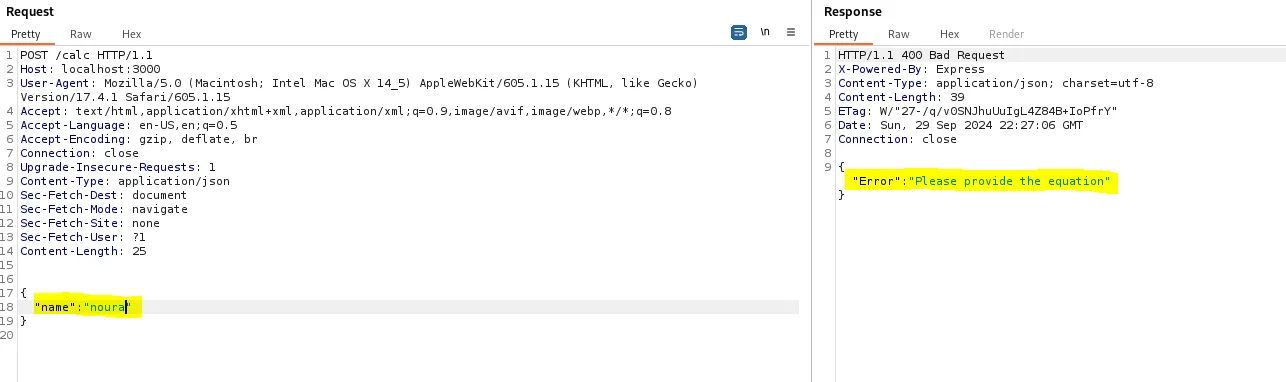 Request
Pretty Raw Hex
\n
1 POST /calc HTTP/1.1
2 Host: localhost:3000
3 User-Agent: Mozilla/5.0 (Macintosh; Intel Mac OS X 14_5) AppleWebKit/605.1.15 (KHTML, like Gecko)
Version/17.4.1 Safari/605.1.15
4 Accept: text/html,application/xhtml+xml,application/xml;q=0.9,image/avif,image/webp,*/*;q=0.8
5 Accept-Language: en-US,en;q=0.5
6 Accept-Encoding: gzip, deflate, br
7 Connection: close
8 Upgrade-Insecure-Requests: 1
9 Content-Type: application/json
10 Sec-Fetch-Dest: document
11 Sec-Fetch-Mode: navigate
12 Sec-Fetch-Site: none
13 Sec-Fetch-User: ?1
14 Content-Length: 25
15
16
17 {
18 "name":"noura"
19 }
20
Response
Pretty Raw Hex Render
1 HTTP/1.1 400 Bad Request
2 X-Powered-By: Express
3 Content-Type: application/json; charset=utf-8
4 Content-Length: 39
5 ETag: W/"27-/q/v0SNJhuUuIgL4Z84B+IoPfrY"
6 Date: Sun, 29 Sep 2024 22:27:06 GMT
7 Connection: close
8
9 {
"Error":"Please provide the equation"
}